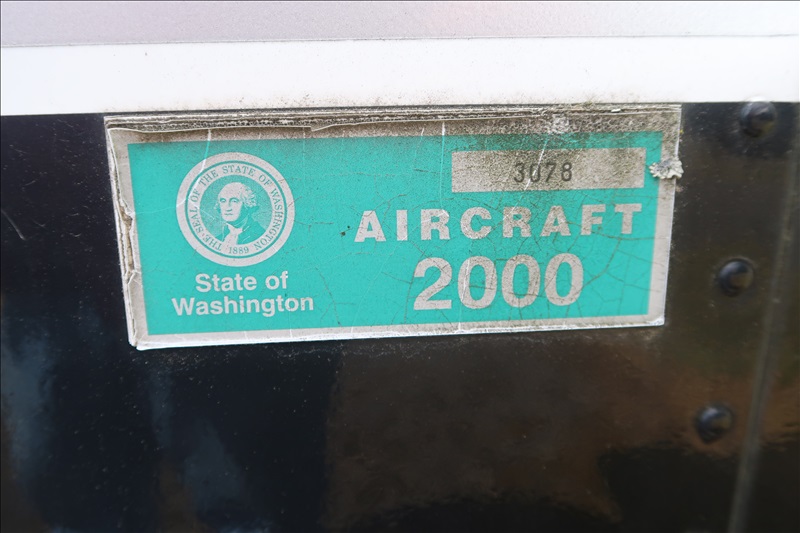 THE SEAL OF THE STATE OF WASHINGTON
1889
State of
Washington
3078
AIRCRAFT
2000